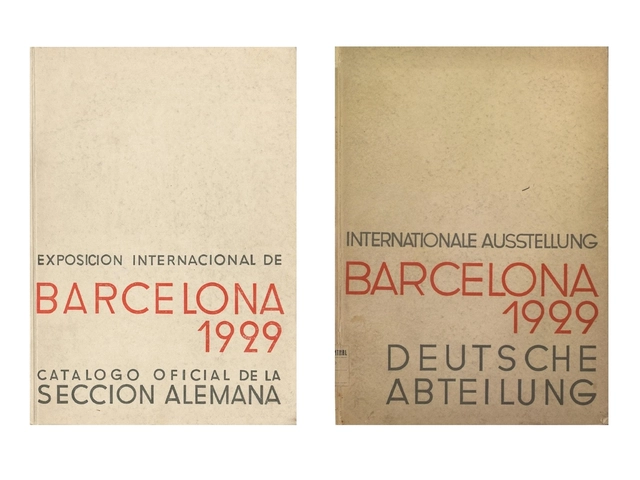 EXPOSICION INTERNACIONAL DE
BARCELONA
1929
CATALOGO OFICIAL DE LA
SECCION ALEMANA
INTERNATIONALE AUSSTELLUNG
BARCELONA
1929
DEUTSCHE
ABTEILUNG